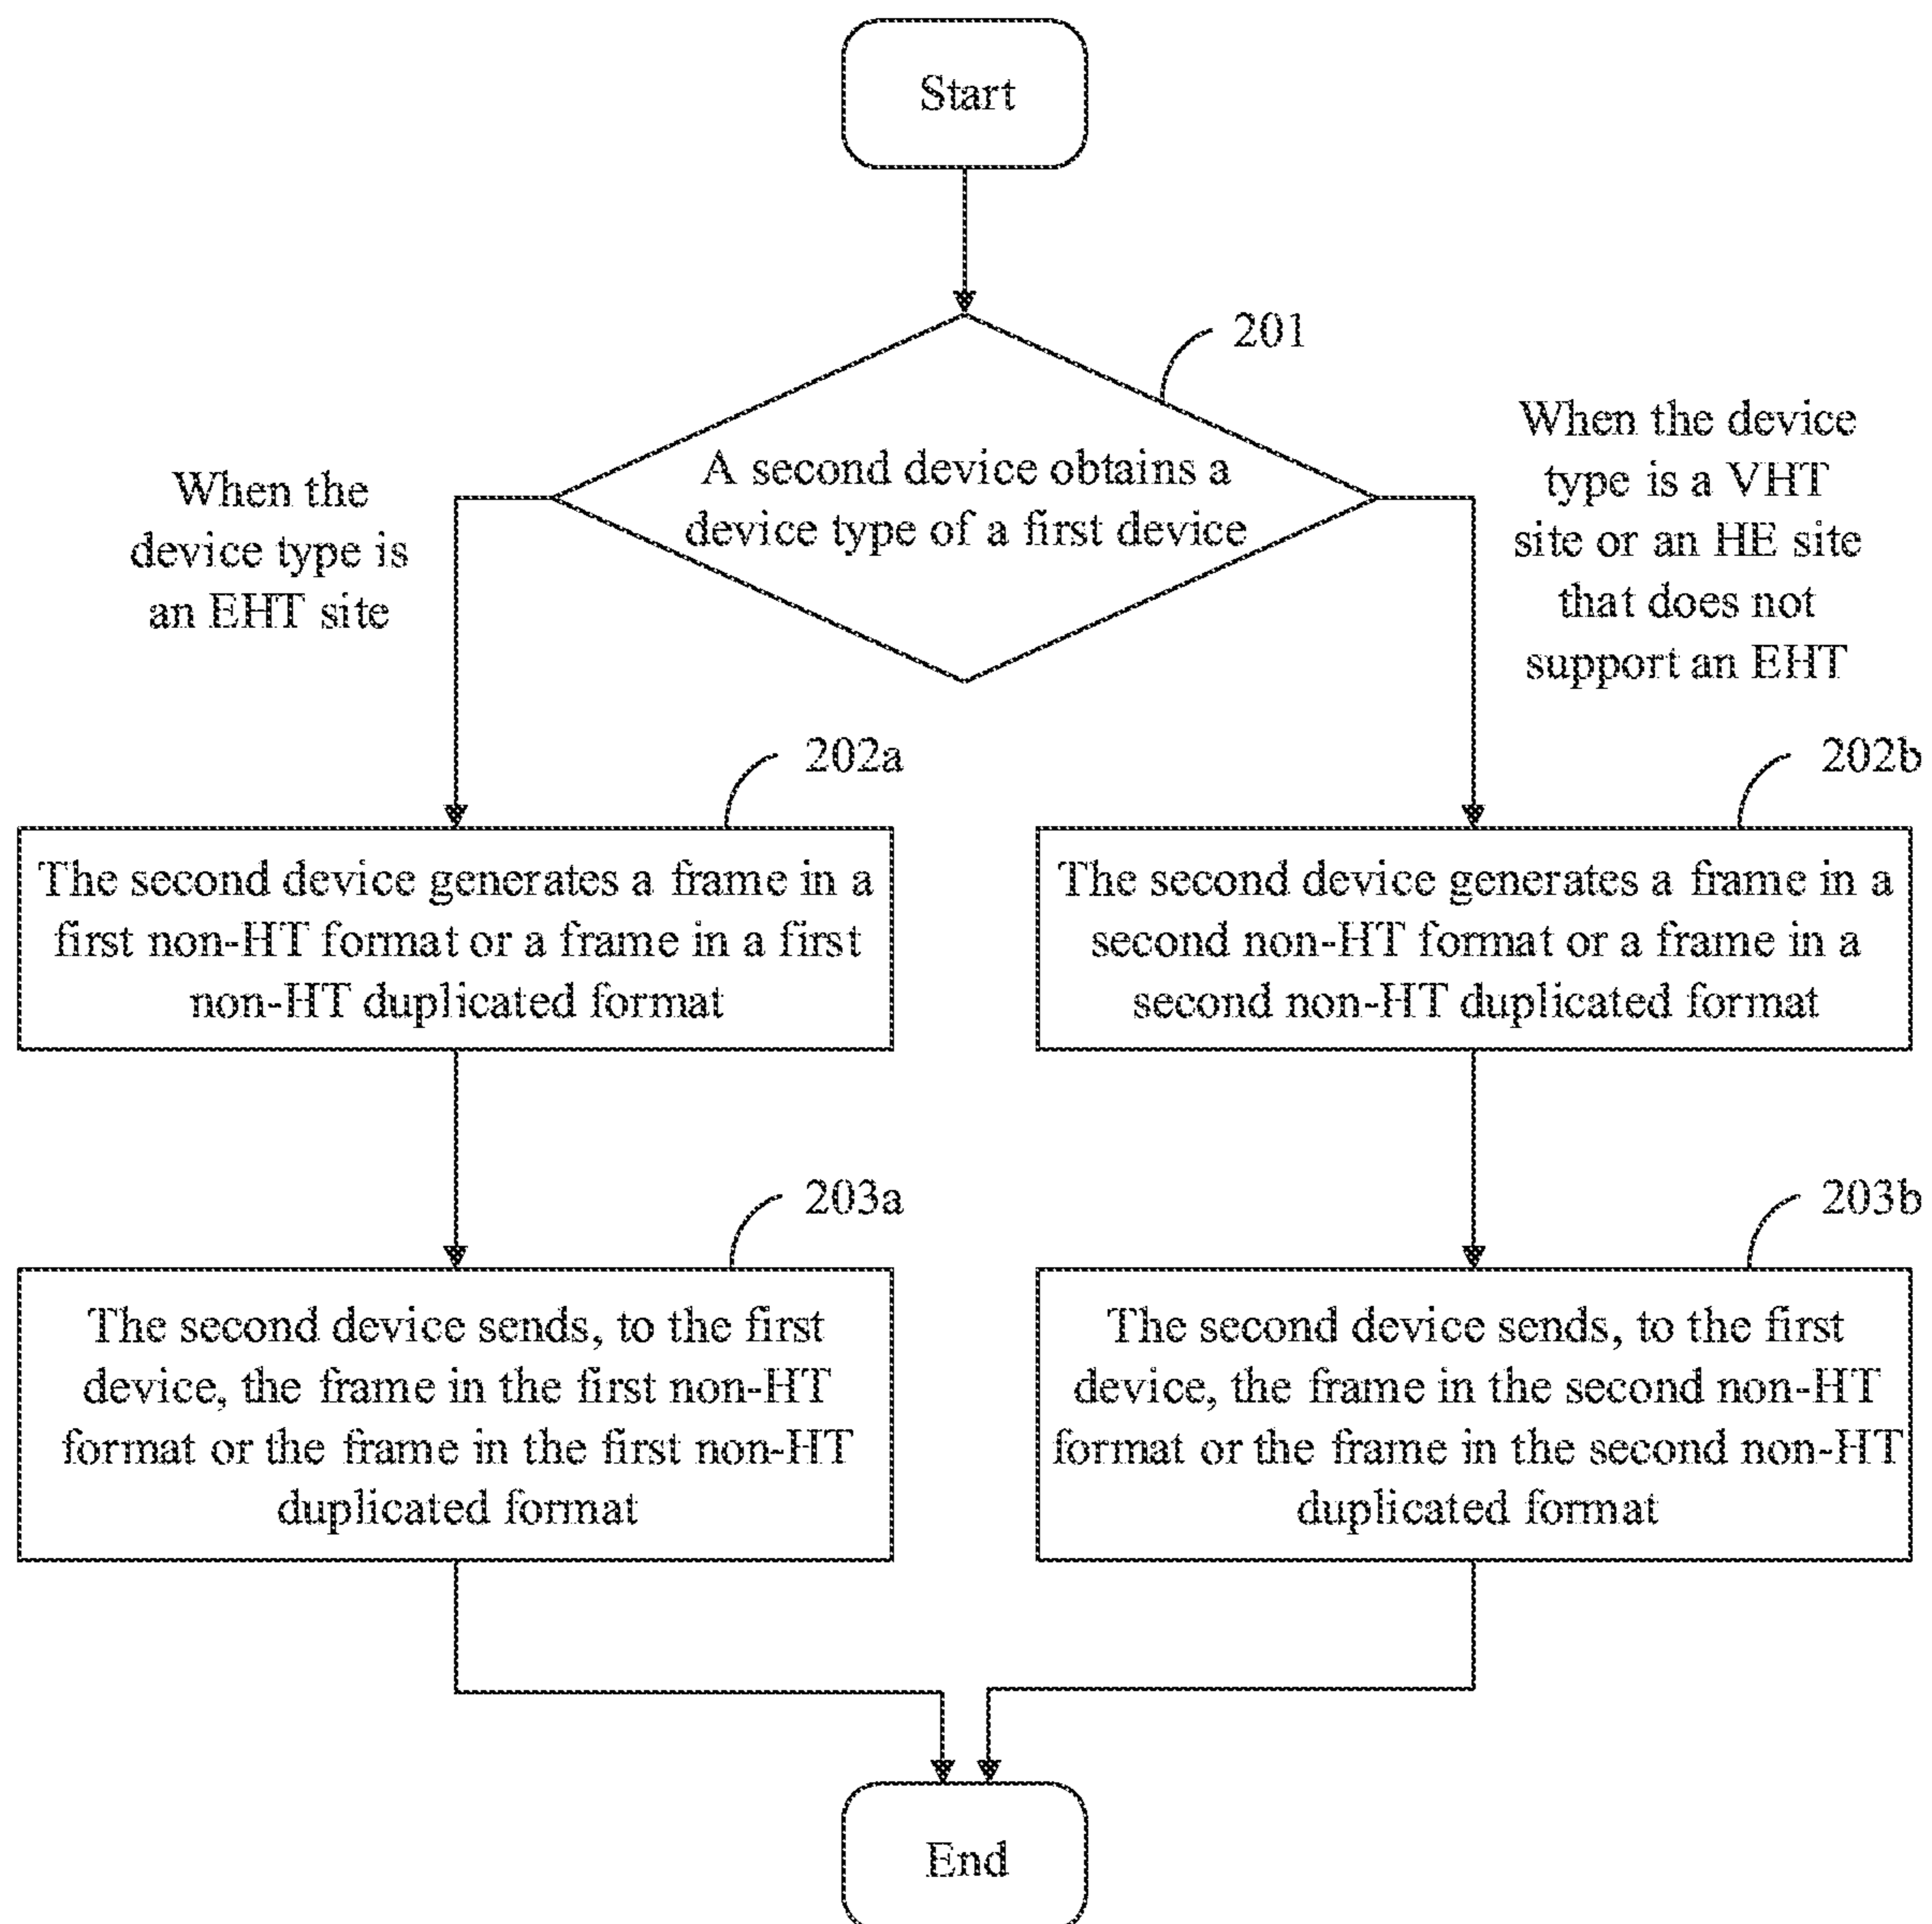 Start
201
A second device obtains a
device type of a first device
When the
device type is
an EHT site
When the device
type is a VHT
site or an HE site
that does not
support an EHT
202a
The second device generates a frame in a
first non-HT format or a frame in a first
non-HT duplicated format
202b
The second device generates a frame in a
second non-HT format or a frame in a
second non-HT duplicated format
203a
The second device sends, to the first
device, the frame in the first non-HT
format or the frame in the first non-HT
duplicated format
203b
The second device sends, to the first
device, the frame in the second non-HT
format or the frame in the second non-HT
duplicated format
End